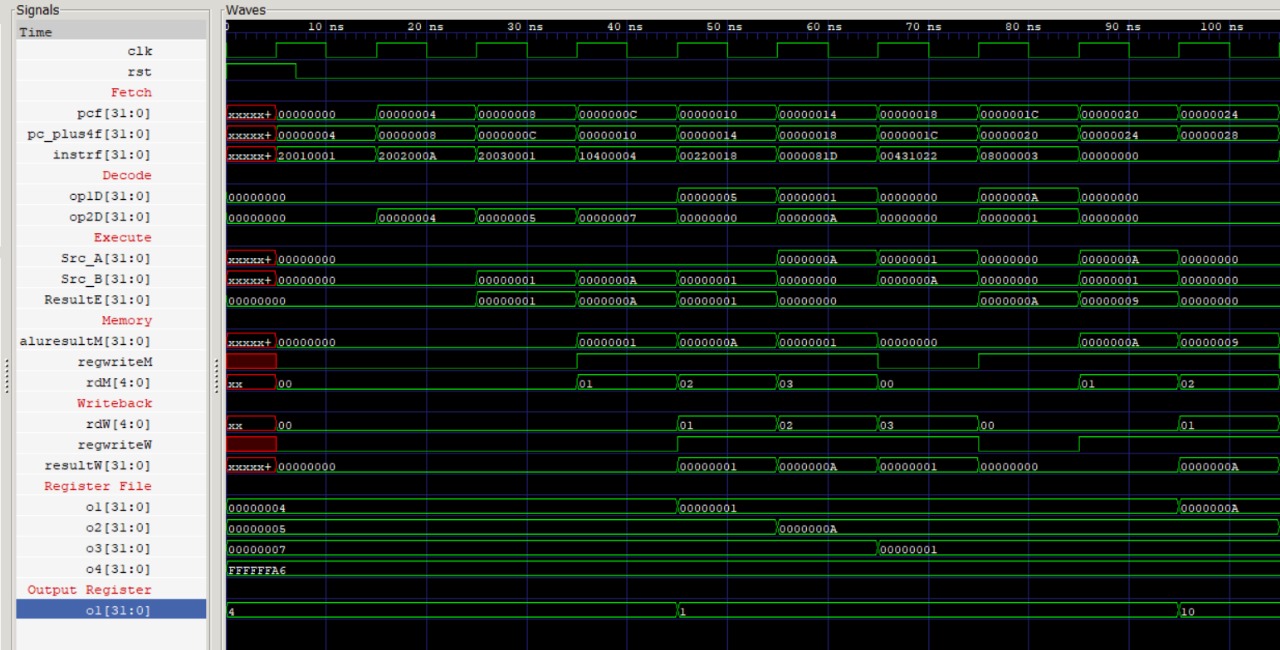 Signals Waves
Time 0 10 ns 20 ns 30 ns 40 ns 50 ns 60 ns 70 ns 80 ns 90 ns 100 ns
clk
rst
Fetch
pcf[31:0] xxxxx+ 00000000 00000004 00000008 0000000C 00000010 00000014 00000018 0000001C 00000020 00000024
pc_plus4f[31:0] xxxxx+ 00000004 00000008 0000000C 00000010 00000014 00000018 0000001C 00000020 00000024 00000028
instrf[31:0] xxxxx+ 20010001 2002000A 20030001 10400004 00220018 0000081D 00431022 08000003 00000000
Decode
op1D[31:0] 00000000 00000005 00000001 00000000 0000000A 00000000
op2D[31:0] 00000000 00000004 00000005 00000007 00000000 0000000A 00000000 00000001 00000000
Execute
Src_A[31:0] xxxxx+ 00000000 0000000A 00000001 00000000 0000000A 00000000
Src_B[31:0] xxxxx+ 00000000 00000001 0000000A 00000001 00000000 0000000A 00000000 00000001 00000000
ResultE[31:0] 00000000 00000001 0000000A 00000001 00000000 0000000A 00000009 00000000
Memory
aluresultM[31:0] xxxxx+ 00000000 00000001 0000000A 00000001 00000000 0000000A 00000009
regwriteM
rdM[4:0] xx 00 01 02 03 00 01 02
Writeback
rdW[4:0] xx 00 01 02 03 00 01
regwriteW
resultW[31:0] xxxxx+ 00000000 00000001 0000000A 00000001 00000000 0000000A
Register File
o1[31:0] 00000004 00000001 0000000A
o2[31:0] 00000005 0000000A
o3[31:0] 00000007 00000001
o4[31:0] FFFFFFA6
Output Register
o1[31:0] 4 1 10